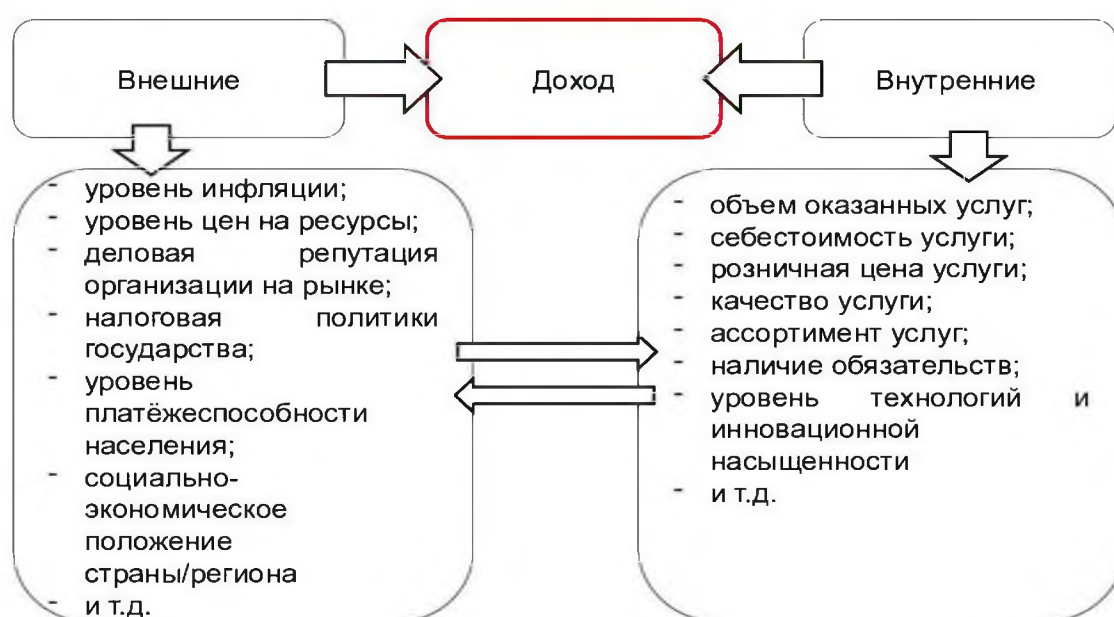 Внешние
Доход
Внутренние
- уровень инфляции;
- уровень цен на ресурсы;
- деловая репутация
организации на рынке;
- налоговая политики
государства;
- уровень
платёжеспособности
населения;
- социально-
экономическое
положение
страны/региона
- и т.д.
- объем оказанных услуг;
- себестоимость услуги;
- розничная цена услуги;
- качество услуги;
- ассортимент услуг;
- наличие обязательств;
- уровень технологий и
инновационной
насыщенности
- и т.д.